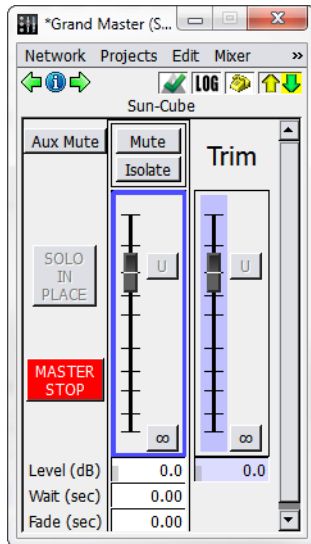 *Grand Master (S...
Network Projects Edit Mixer »
LOG
Sun-Cube
Aux Mute
Mute
Isolate
Trim
SOLO
IN
PLACE
U
U
MASTER
STOP
∞
∞
Level (dB) 0.0 0.0
Wait (sec) 0.00
Fade (sec) 0.00